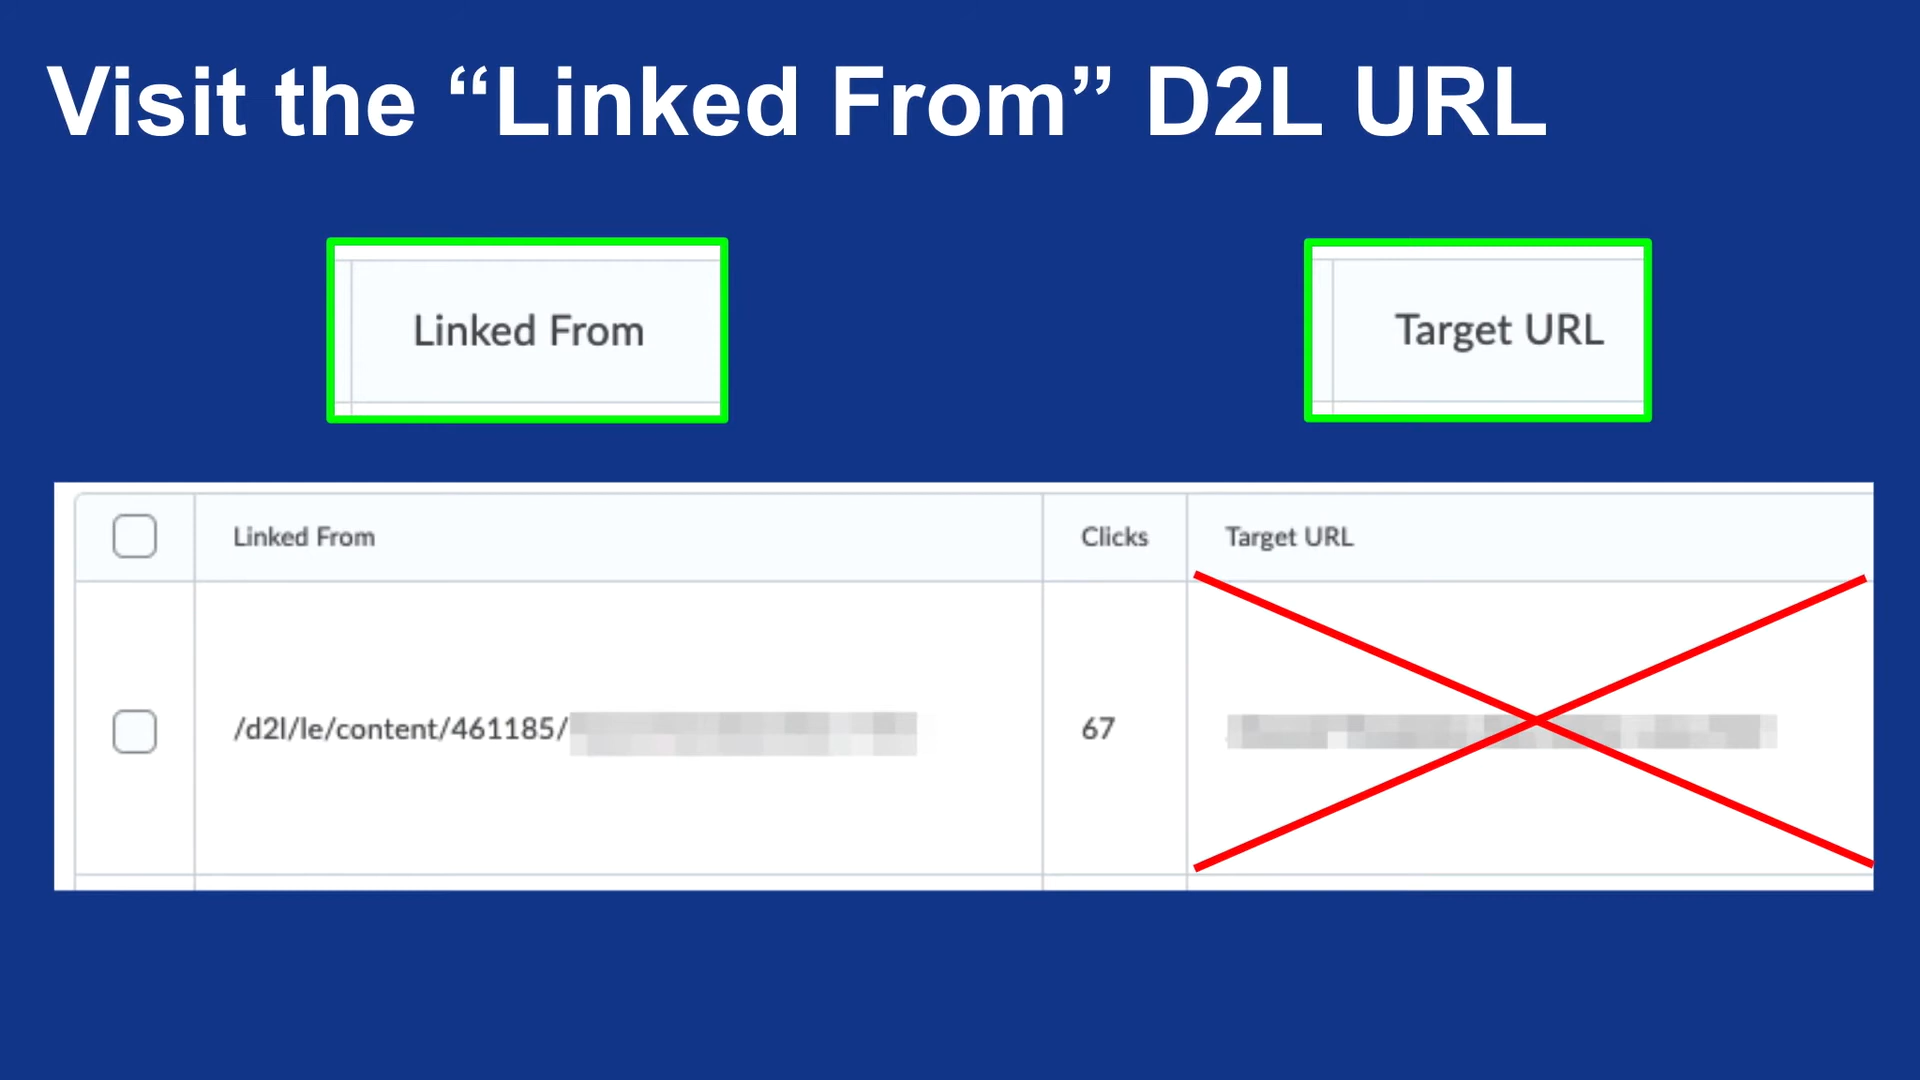 Visit the “Linked From” D2L URL
Linked From
Target URL
Linked From Clicks Target URL
/d2l/le/content/461185/ 67